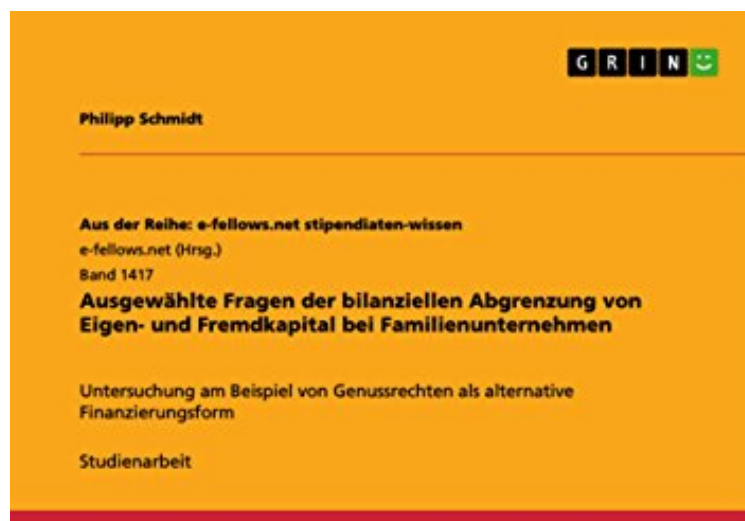 GRIN
Philipp Schmidt
Aus der Reihe: e-fellows.net stipendiaten-wissen
e-fellows.net (Hrsg.)
Band 1417
Ausgewählte Fragen der bilanziellen Abgrenzung von
Eigen- und Fremdkapital bei Familienunternehmen
Untersuchung am Beispiel von Genussrechten als alternative
Finanzierungsform
Studienarbeit